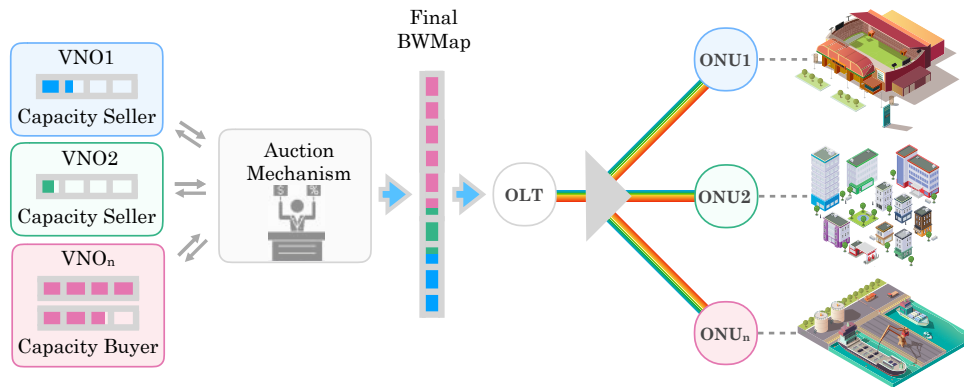 VNO1
Capacity Seller
VNO2
Capacity Seller
VNOn
Capacity Buyer
Auction
Mechanism
$ %
Final
BWMap
OLT
ONU1
ONU2
ONUn